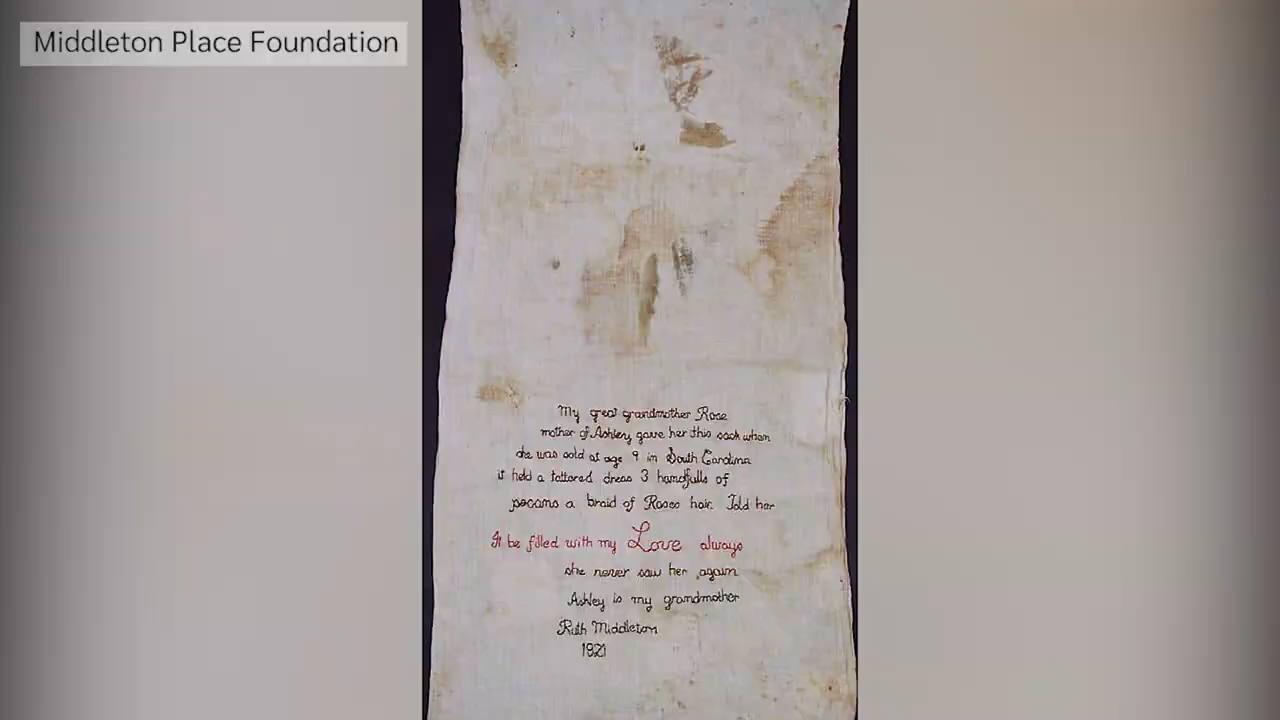 Middleton Place Foundation
My great grandmother Rose
mother of Ashley gave her this sack when
she was sold at age 9 in South Carolina
it held a tattered dress 3 handfulls of
pecans a braid of Roses hair. Told her
It be filled with my Love always
she never saw her again
Ashley is my grandmother
Ruth Middleton
1921